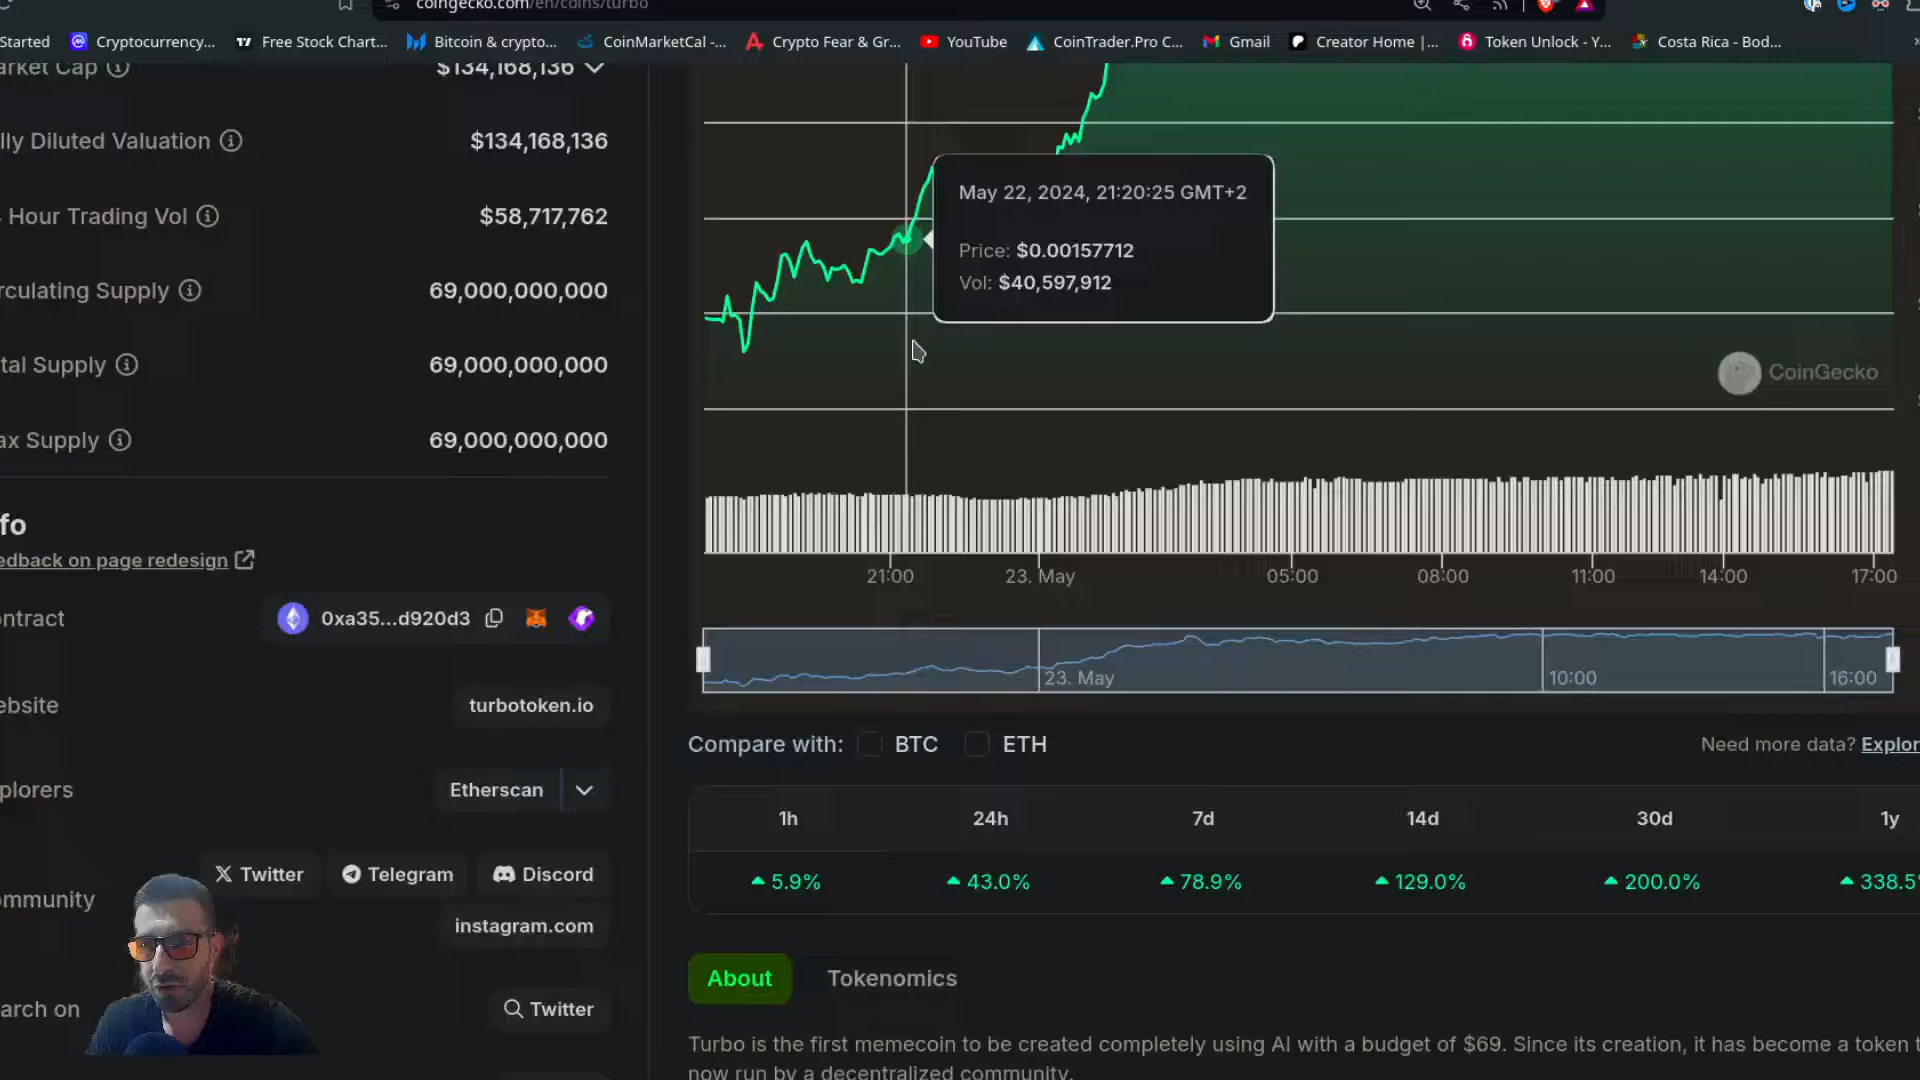 coingecko.com/en/coins/turbo
Started
Cryptocurrency...
Free Stock Chart...
Bitcoin & crypto...
CoinMarketCal -...
Crypto Fear & Gr...
YouTube
CoinTrader.Pro C...
Gmail
Creator Home |...
Token Unlock - Y...
Costa Rica - Bod...
arket Cap
$134,168,136
lly Diluted Valuation
$134,168,136
Hour Trading Vol
$58,717,762
rculating Supply
69,000,000,000
tal Supply
69,000,000,000
ax Supply
69,000,000,000
fo
edback on page redesign
ntract
0xa35...d920d3
ebsite
turbotoken.io
plorers
Etherscan
mmunity
Twitter
Telegram
Discord
instagram.com
arch on
Twitter
May 22, 2024, 21:20:25 GMT+2
Price: $0.00157712
Vol: $40,597,912
CoinGecko
21:00
23. May
05:00
08:00
11:00
14:00
17:00
23. May
10:00
16:00
Compare with:
BTC
ETH
Need more data? Explor
1h
24h
7d
14d
30d
1y
5.9%
43.0%
78.9%
129.0%
200.0%
338.5
About
Tokenomics
Turbo is the first memecoin to be created completely using AI with a budget of $69. Since its creation, it has become a token t
now run by a decentralized community.